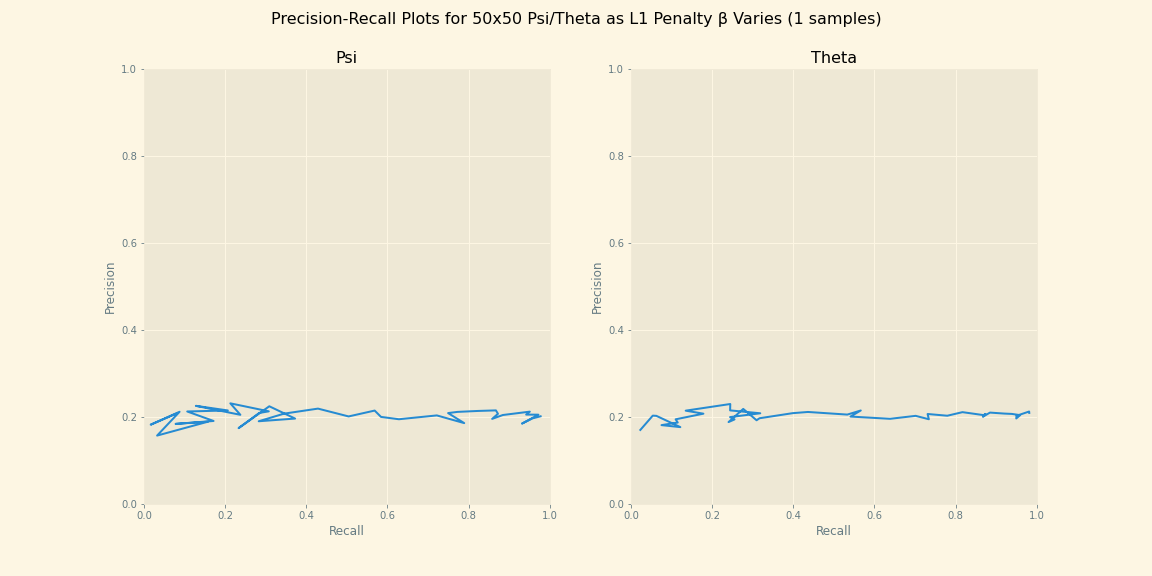 Precision-Recall Plots for 50x50 Psi/Theta as L1 Penalty β Varies (1 samples)
Psi
1.0
0.8
0.6
0.4
0.2
0.0
Precision
0.0 0.2 0.4 0.6 0.8 1.0
Recall
Theta
1.0
0.8
0.6
0.4
0.2
0.0
Precision
0.0 0.2 0.4 0.6 0.8 1.0
Recall